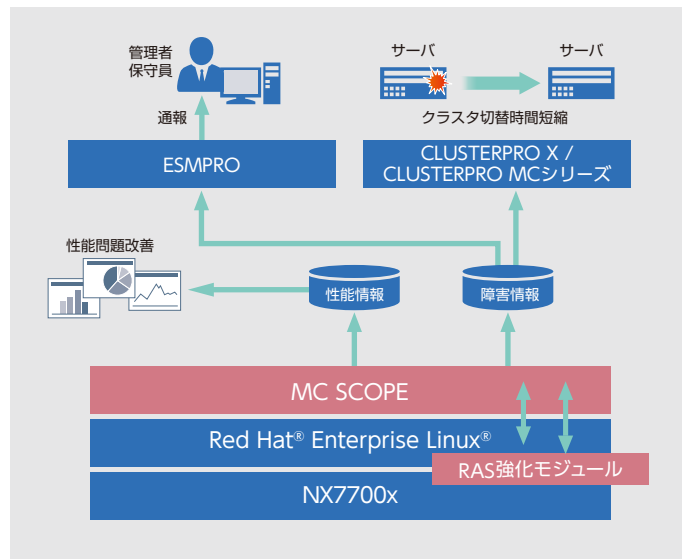 管理者
保守員
サーバ
サーバ
通報
クラスタ切替時間短縮
ESMPRO
CLUSTERPRO X /
CLUSTERPRO MCシリーズ
性能問題改善
性能情報
障害情報
MC SCOPE
Red Hat® Enterprise Linux®
RAS強化モジュール
NX7700x